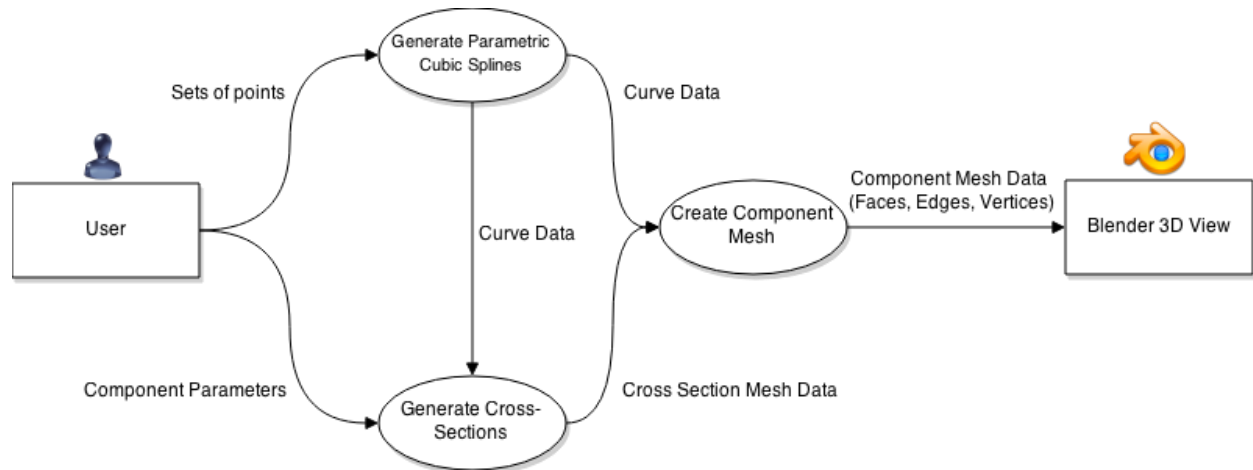 Generate Parametric
Cubic Splines
Sets of points
Curve Data
Component Mesh Data
(Faces, Edges, Vertices)
User
Curve Data
Create Component
Mesh
Blender 3D View
Component Parameters
Cross Section Mesh Data
Generate Cross-
Sections